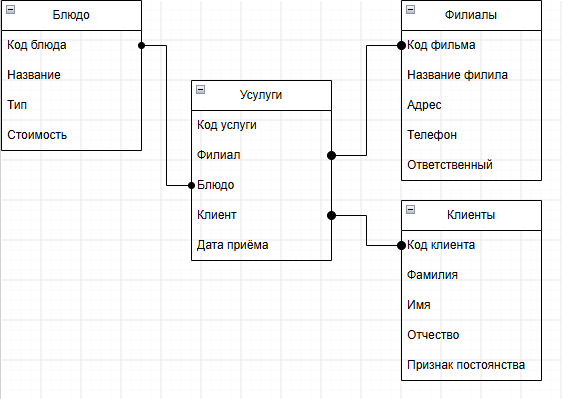 Блюдо
Код блюда
Название
Тип
Стоимость
Усулуги
Код услуги
Филиал
Блюдо
Клиент
Дата приёма
Филиалы
Код фильма
Название филила
Адрес
Телефон
Ответственный
Клиенты
Код клиента
Фамилия
Имя
Отчество
Признак постоянства